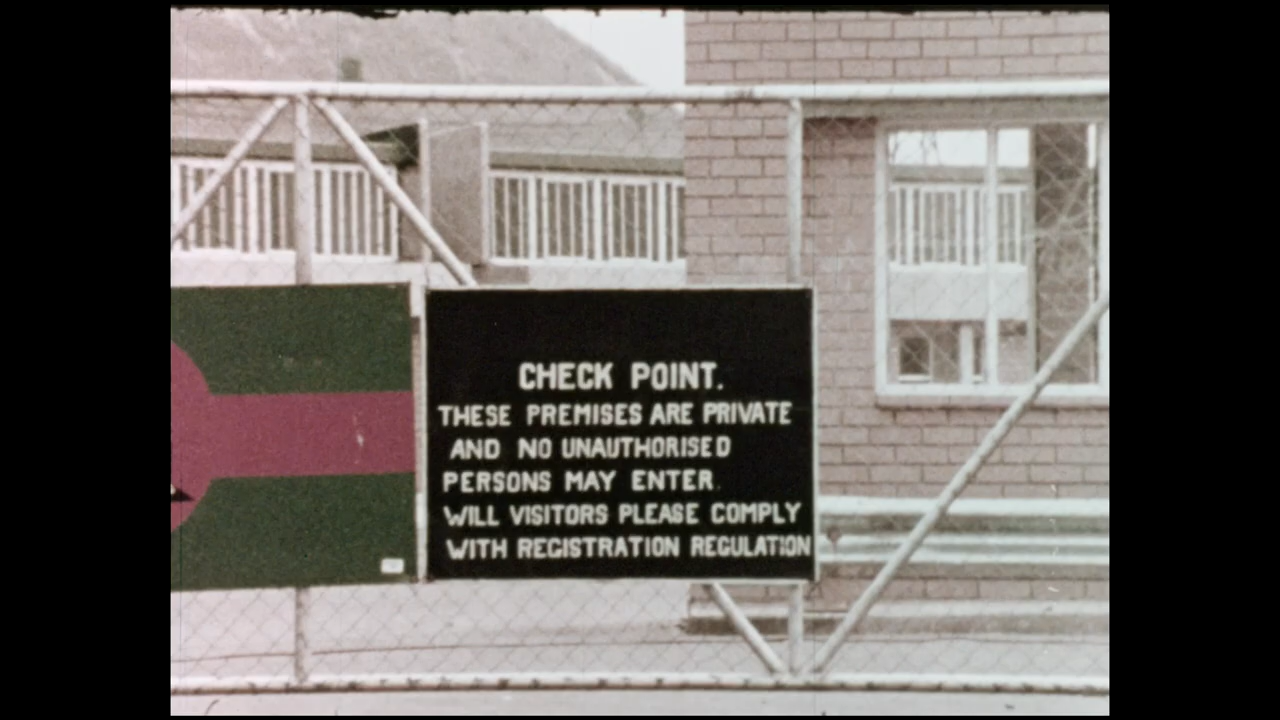 CHECK POINT.
THESE PREMISES ARE PRIVATE
AND NO UNAUTHORISED
PERSONS MAY ENTER.
WILL VISITORS PLEASE COMPLY
WITH REGISTRATION REGULATION